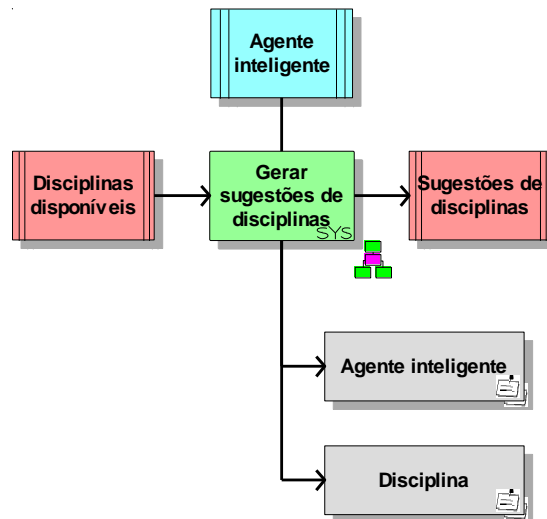 Agente
inteligente
Disciplinas
disponíveis
Gerar
sugestões de
disciplinas
SYS
Sugestões de
disciplinas
Agente inteligente
Disciplina